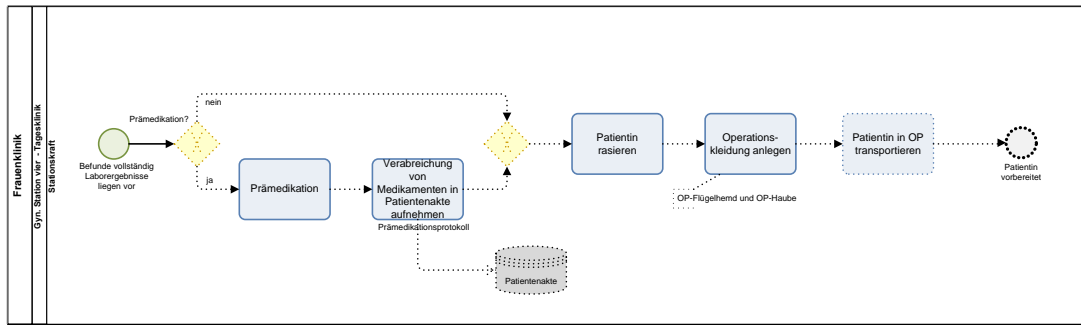 Frauenklinik
Gyn. Station vier - Tagesklinik
Stationskraft
Befunde vollständig
Laborergebnisse
liegen vor
Prämedikation?
nein
ja
Prämedikation
Verabreichung
von
Medikamenten in
Patientenakte
aufnehmen
Prämedikationsprotokoll
Patientenakte
Patientin
rasieren
Operations-
kleidung anlegen
OP-Flügelhemd und OP-Haube
Patientin in OP
transportieren
Patientin
vorbereitet